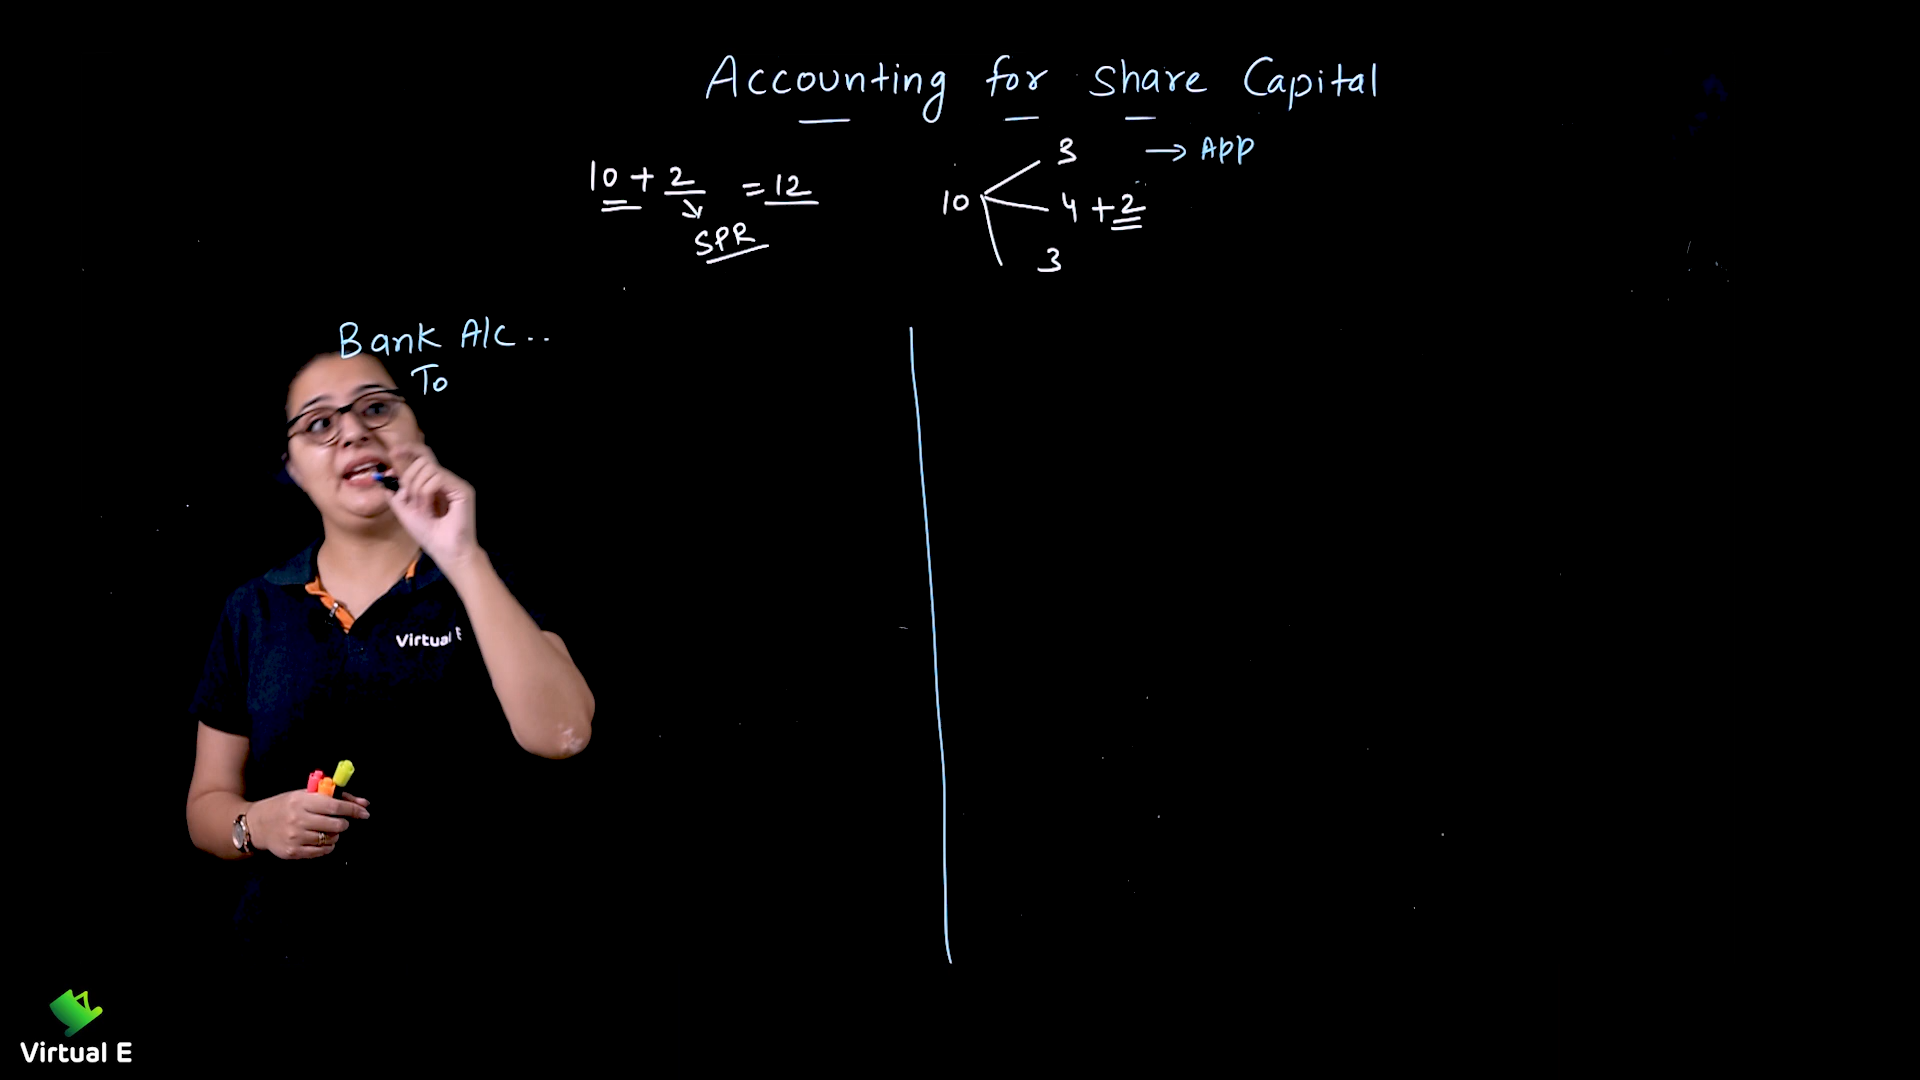 Accounting for Share Capital
10 + 2 = 12
SPR
10
3 → App
4 + 2
3
Bank A/c ..
To
Virtual E
Virtual E